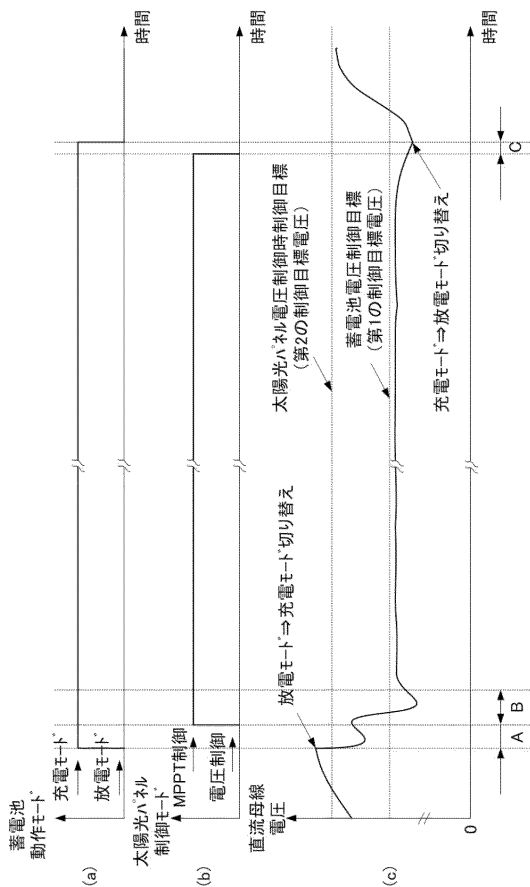 蓄電池
動作モード
充電モード
放電モード
(a)
時間
太陽光パネル
制御モード
MPPT制御
電圧制御
(b)
時間
直流母線
電圧
放電モード⇒充電モード切り替え
太陽光パネル電圧制御時制御目標
(第2の制御目標電圧)
蓄電池電圧制御目標
(第1の制御目標電圧)
充電モード⇒放電モード切り替え
(c)
0
時間
A
B
C